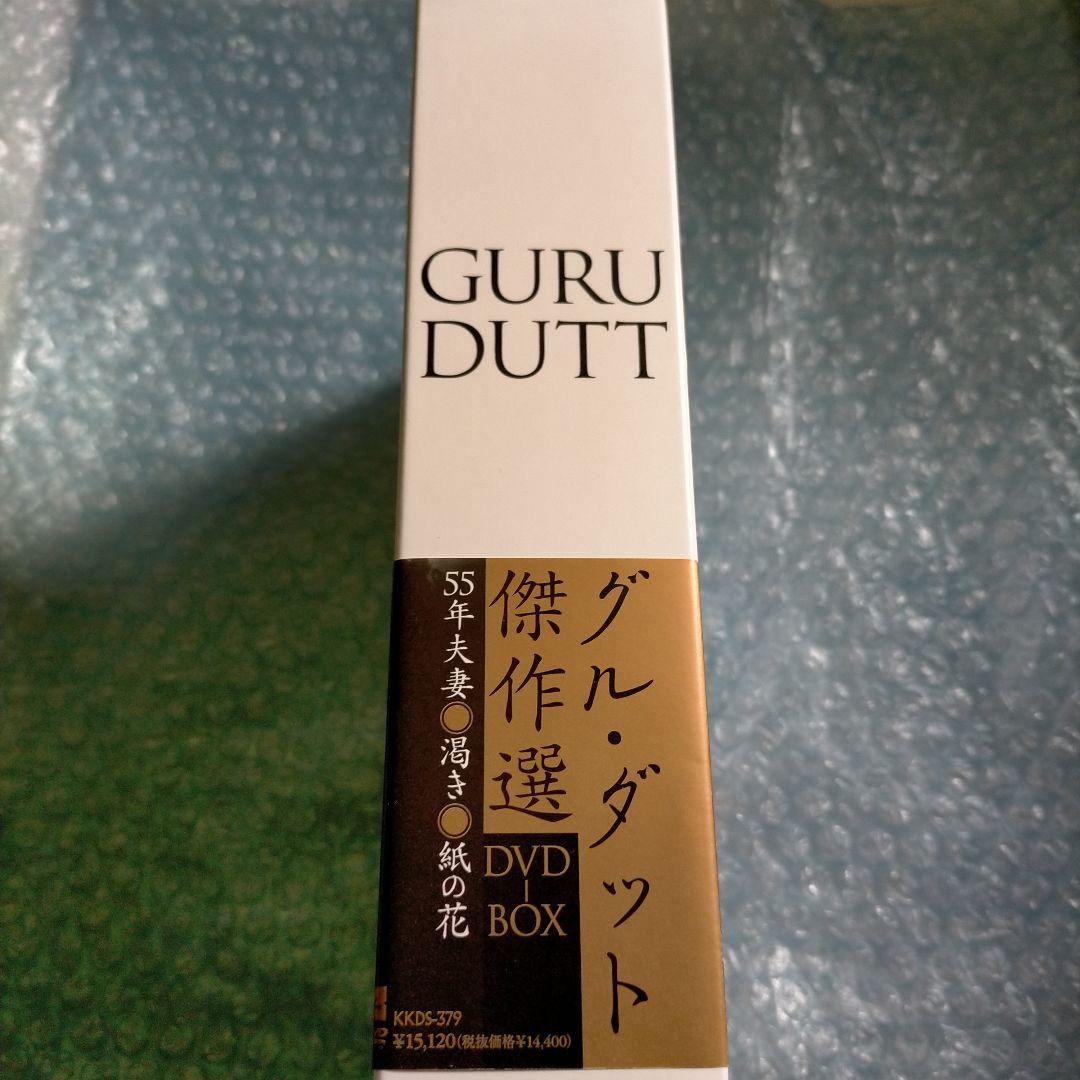 GURU
DUTT
グル・ダット
傑作選
DVD-BOX
55年夫妻◎渇き◎紙の花
KKDS-379
¥15,120(税抜価格¥14,400)